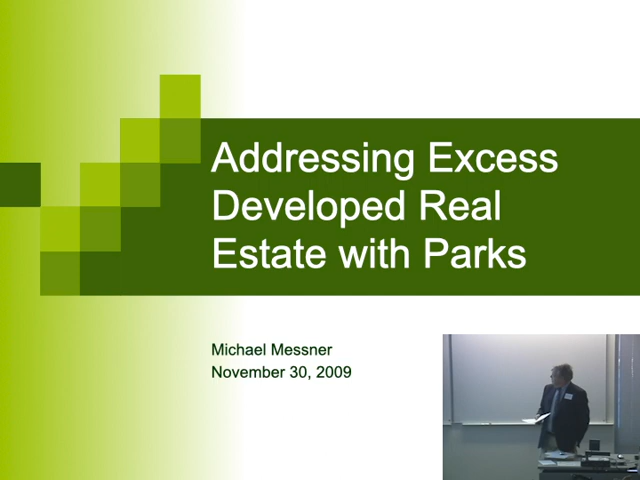 Addressing Excess
Developed Real
Estate with Parks
Michael Messner
November 30, 2009